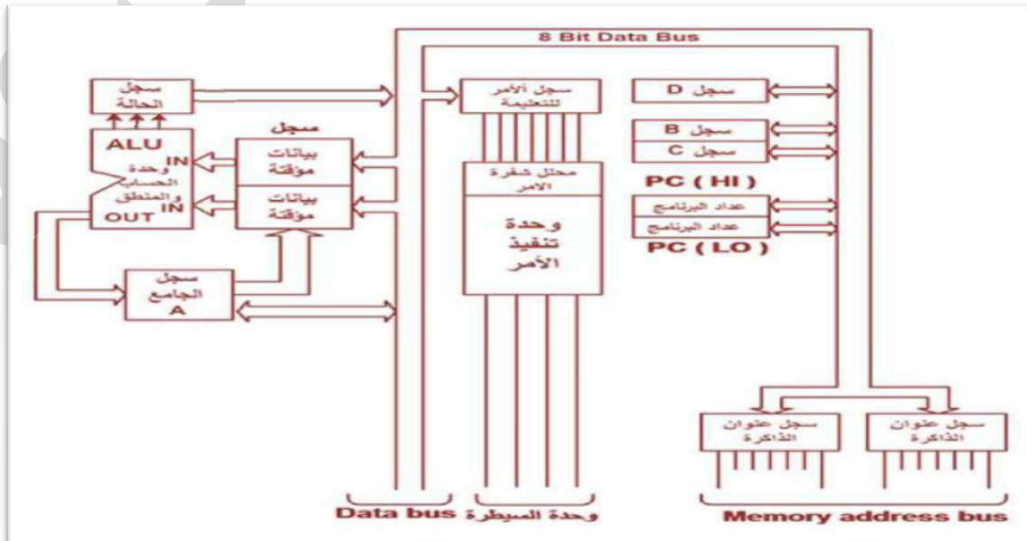 8 Bit Data Bus
سجل
الحالة
ALU
وحدة
الحساب
والمنطق
IN
IN
OUT
سجل
بيانات
مؤقتة
بيانات
مؤقتة
سجل
الجامع
A
سجل ألأمر
للتعليمة
محلل شفرة
الامر
وحدة
تنفيذ
الأمر
سجل D
سجل B
سجل C
PC ( HI )
عداد البرنامج
عداد البرنامج
PC ( LO )
سجل عنوان
الذاكرة
سجل عنوان
الذاكرة
Data bus
وحدة السيطرة
Memory address bus